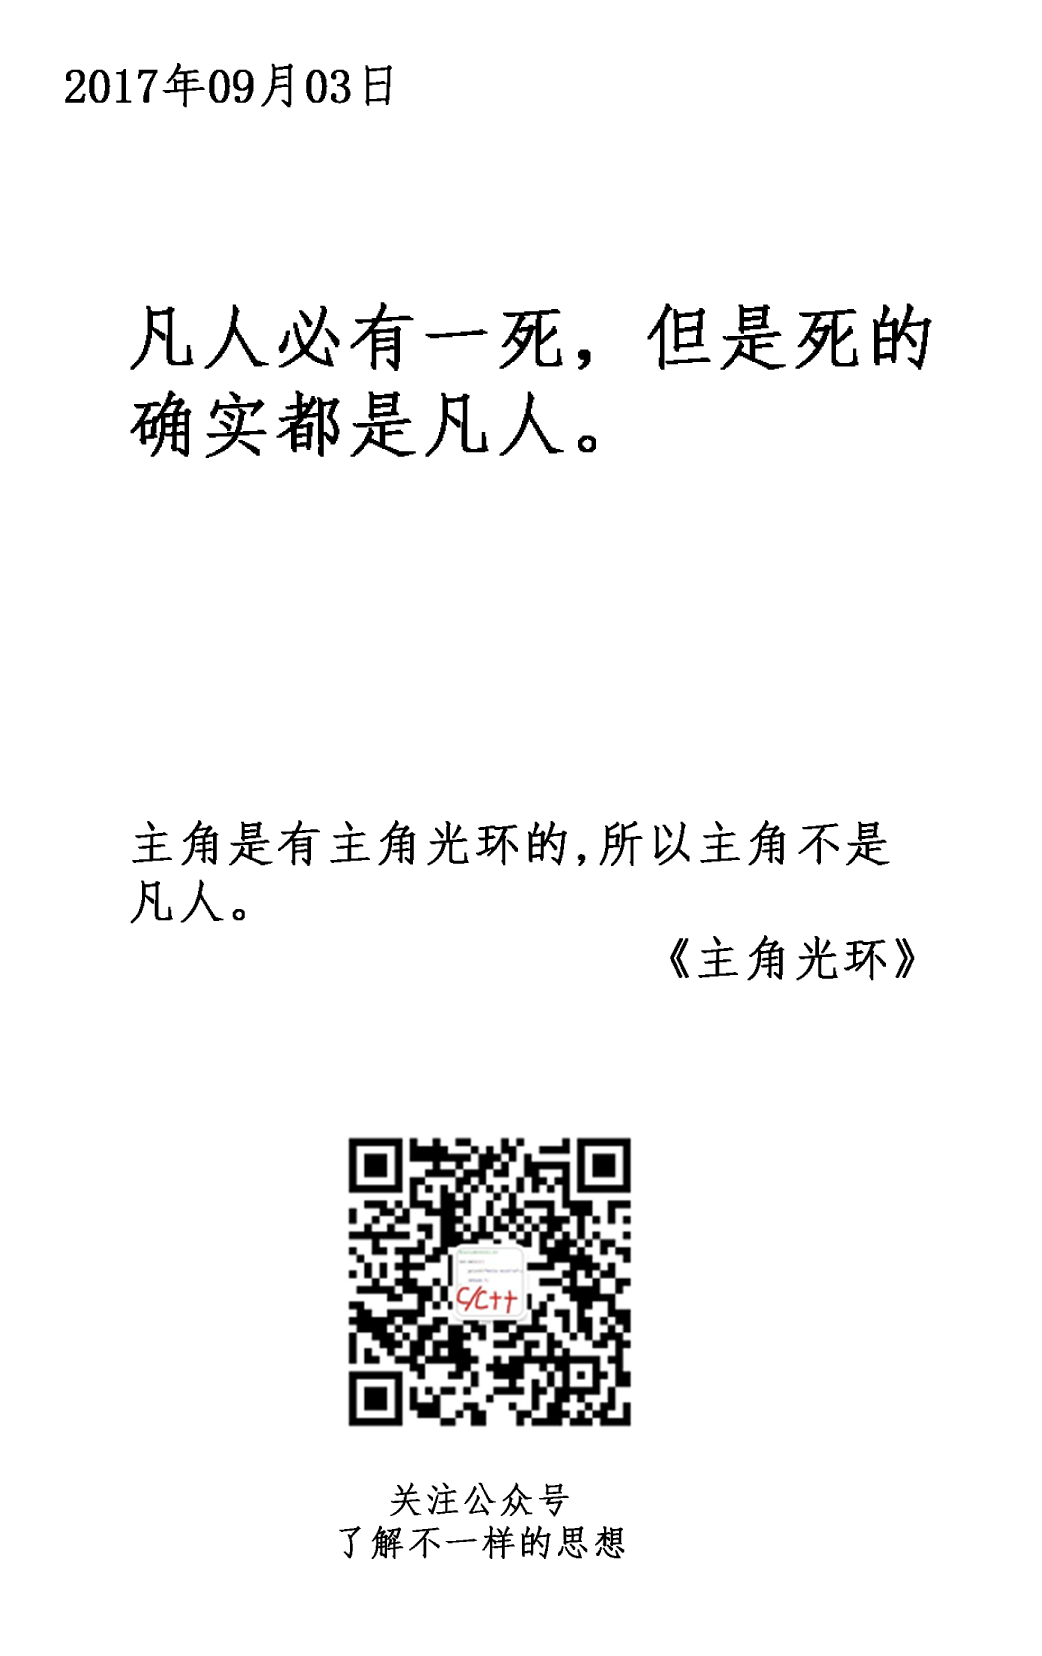 2017年09月03日
凡人必有一死，但是死的
确实都是凡人。
主角是有主角光环的,所以主角不是
凡人。
《主角光环》
C/C++
关注公众号
了解不一样的思想